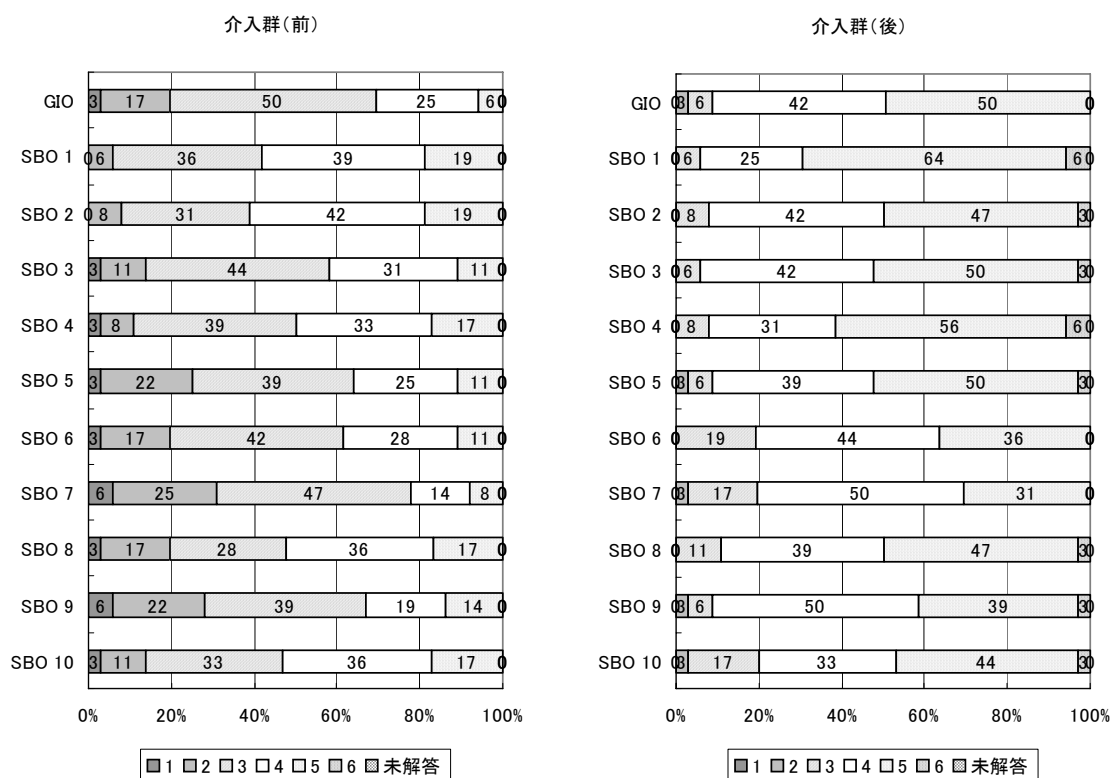 介入群（前）
GIO 3 17 50 25 6 0
SBO 1 0 6 36 39 19 0
SBO 2 0 8 31 42 19 0
SBO 3 3 11 44 31 11 0
SBO 4 3 8 39 33 17 0
SBO 5 3 22 39 25 11 0
SBO 6 3 17 42 28 11 0
SBO 7 6 25 47 14 8 0
SBO 8 3 17 28 36 17 0
SBO 9 6 22 39 19 14 0
SBO 10 3 11 33 36 17 0
0% 20% 40% 60% 80% 100%
1 2 3 4 5 6 未解答
介入群（後）
GIO 0 3 6 42 50 0
SBO 1 0 6 25 64 6 0
SBO 2 0 8 42 47 3 0
SBO 3 0 6 42 50 3 0
SBO 4 0 8 31 56 6 0
SBO 5 0 3 6 39 50 3 0
SBO 6 0 19 44 36 0
SBO 7 0 3 17 50 31 0
SBO 8 0 11 39 47 3 0
SBO 9 0 3 6 50 39 3 0
SBO 10 0 3 17 33 44 3 0
0% 20% 40% 60% 80% 100%
1 2 3 4 5 6 未解答